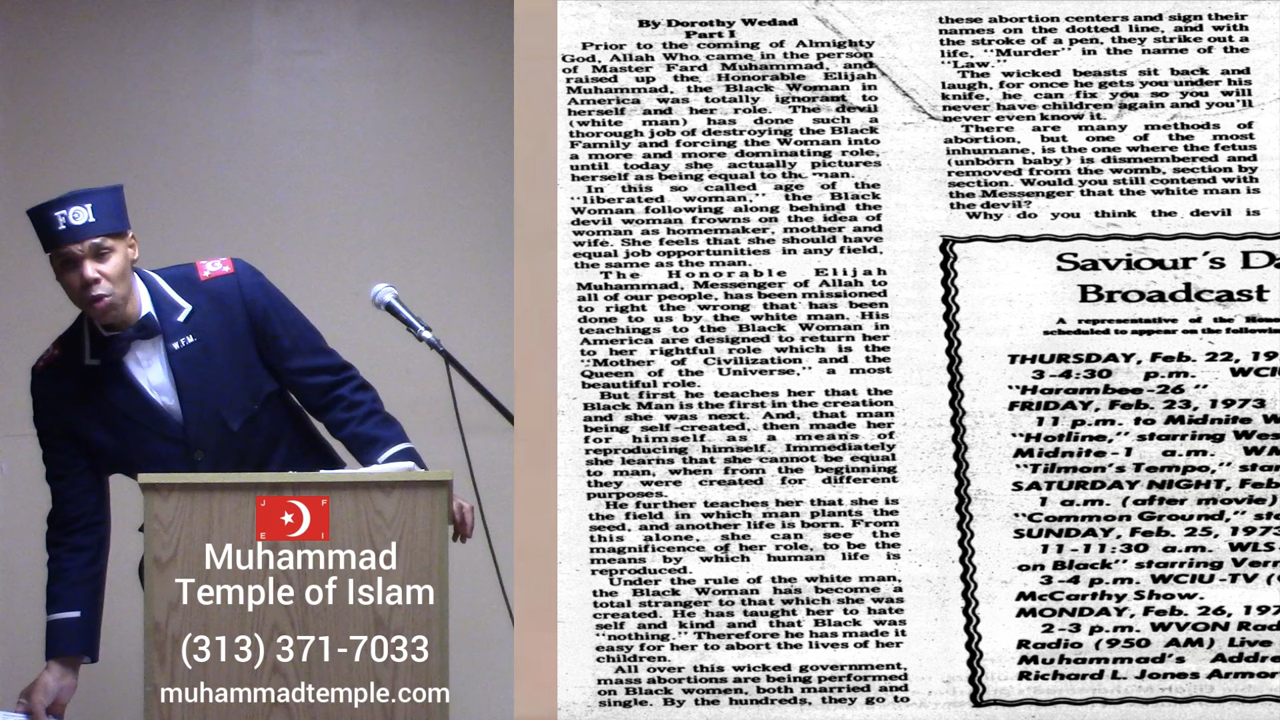 FOI
W.F.M.
J F
E I
Muhammad
Temple of Islam
(313) 371-7033
muhammadtemple.com
By Dorothy Wedad
Part I
Prior to the coming of Almighty
God, Allah Who came in the person
of Master Fard Muhammad, and
raised up the Honorable Elijah
Muhammad, the Black Woman in
America was totally ignorant to
herself and her role. The devil
(white man) has done such a
thorough job of destroying the Black
Family and forcing the Woman into
a more and more dominating role,
until today she actually pictures
herself as being equal to the man.
In this so called age of the
"liberated woman," the Black
Woman following along behind the
devil woman frowns on the idea of
woman as homemaker, mother and
wife. She feels that she should have
equal job opportunities in any field,
the same as the man.
The Honorable Elijah
Muhammad, Messenger of Allah to
all of our people, has been missioned
to right the wrong that has been
done to us by the white man. His
teachings to the Black Woman in
America are designed to return her
to her rightful role which is the
"Mother of Civilization and the
Queen of the Universe," a most
beautiful role.
But first he teaches her that the
Black Man is the first in the creation
and she was next. And, that man
being self-created, then made her
for himself as a means of
reproducing himself. Immediately
she learns that she cannot be equal
to man, when from the beginning
they were created for different
purposes.
He further teaches her that she is
the field in which man plants the
seed, and another life is born. From
this alone, she can see the
magnificence of her role, to be the
means by which human life is
reproduced.
Under the rule of the white man,
the Black Woman has become a
total stranger to that which she was
created. He has taught her to hate
self and kind and that Black was
"nothing." Therefore he has made it
easy for her to abort the lives of her
children.
All over this wicked government,
mass abortions are being performed
on Black women, both married and
single. By the hundreds, they go to
these abortion centers and sign their
names on the dotted line, and with
the stroke of a pen, they strike out a
life, "Murder" in the name of the
"Law."
The wicked beasts sit back and
laugh, for once he gets you under his
knife, he can fix you so you will
never have children again and you'll
never even know it.
There are many methods of
abortion, but one of the most
inhumane, is the one where the fetus
(unborn baby) is dismembered and
removed from the womb, section by
section. Would you still contend with
the Messenger that the white man is
the devil?
Why do you think the devil is
Saviour's Da
Broadcast
A representative of the Hon
scheduled to appear on the followin
THURSDAY, Feb. 22, 19
3-4:30 p.m. WCIU
"Harambee-26 "
FRIDAY, Feb. 23, 1973
11 p.m. to Midnite W
"Hotline," starring Wes
Midnite-1 a.m. WM
"Tilmon's Tempo," star
SATURDAY NIGHT, Feb
1 a.m. (after movie)
"Common Ground," sta
SUNDAY, Feb. 25, 1973
11-11:30 a.m. WLS
on Black" starring Vern
3-4 p.m. WCIU-TV (
McCarthy Show.
MONDAY, Feb. 26, 197
2-3 p.m. WVON Rad
Radio (950 AM) Live
Muhammad's Addre
Richard L. Jones Armor